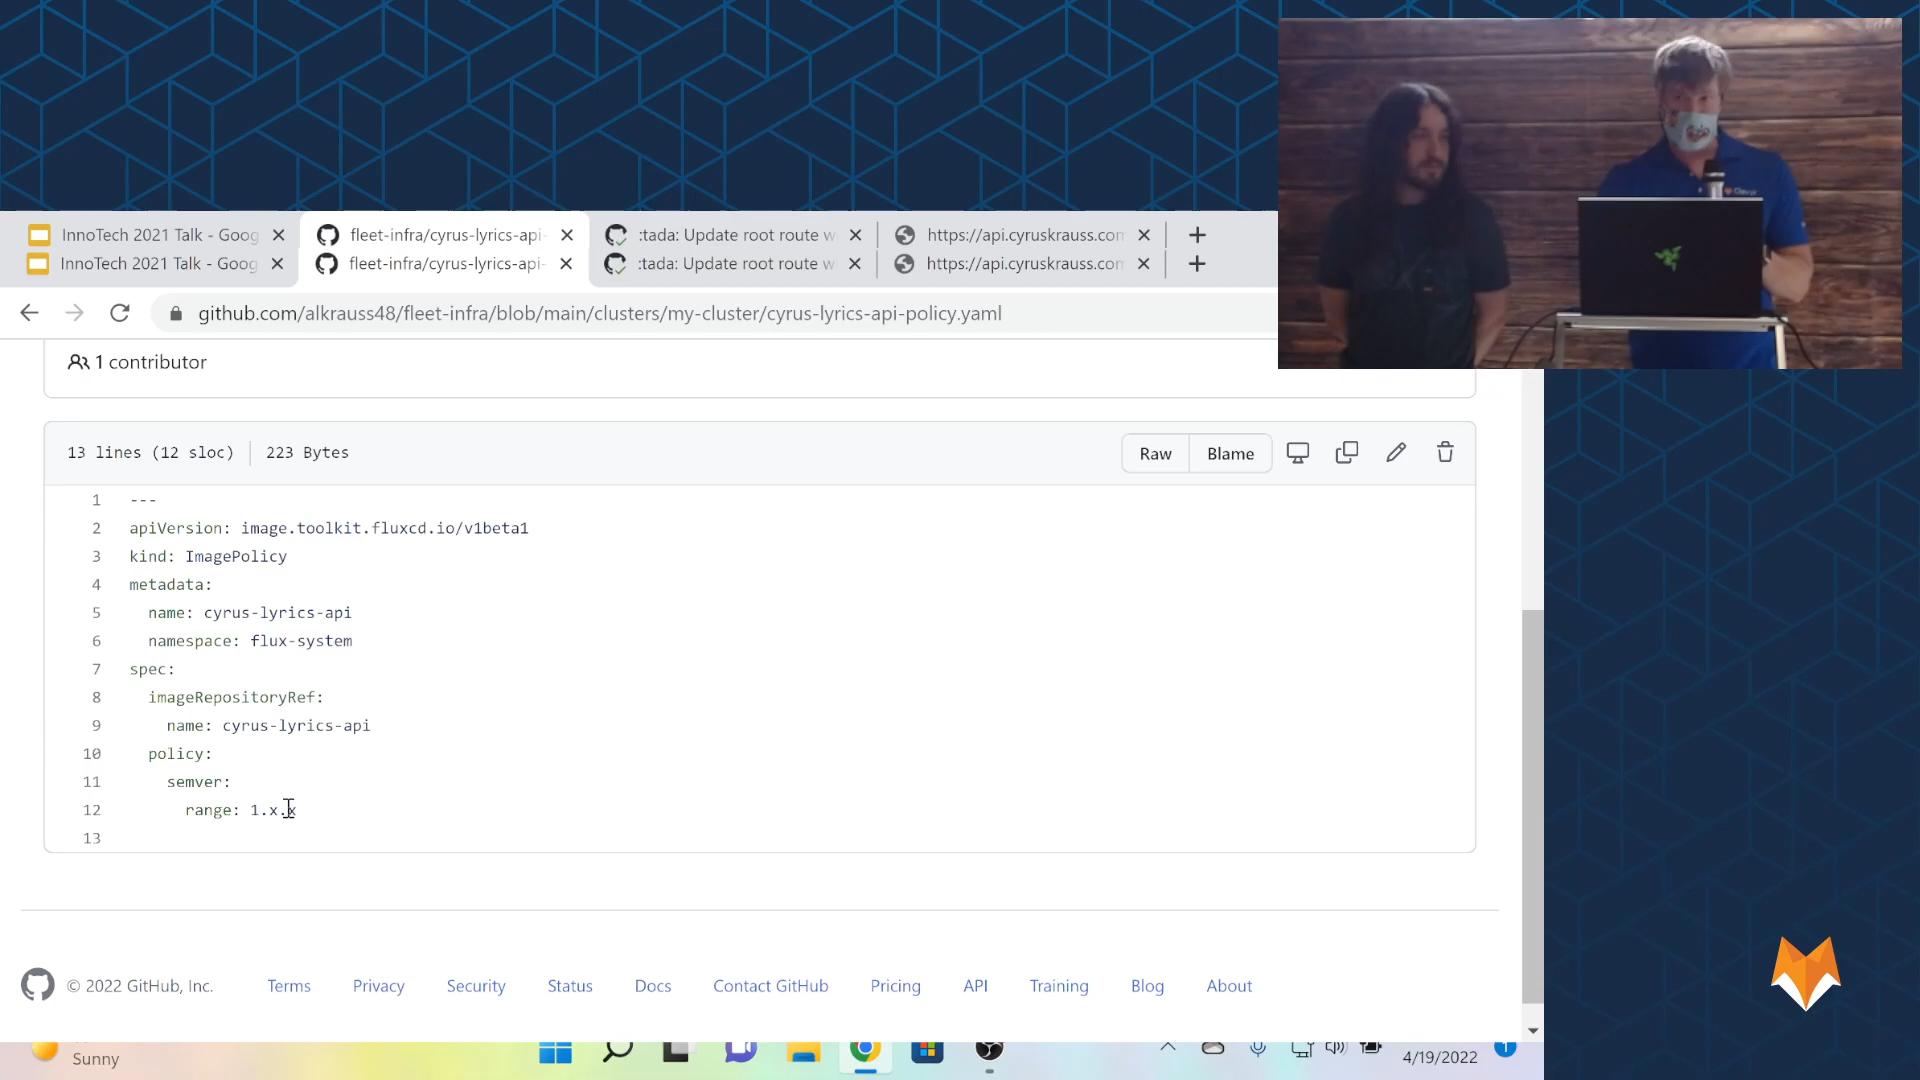 InnoTech 2021 Talk - Goog
fleet-infra/cyrus-lyrics-api-
:tada: Update root route w
https://api.cyruskrauss.com
InnoTech 2021 Talk - Goog
fleet-infra/cyrus-lyrics-api-
:tada: Update root route w
https://api.cyruskrauss.com
github.com/alkrauss48/fleet-infra/blob/main/clusters/my-cluster/cyrus-lyrics-api-policy.yaml
1 contributor
13 lines (12 sloc)
223 Bytes
Raw
Blame
1 ---
2 apiVersion: image.toolkit.fluxcd.io/v1beta1
3 kind: ImagePolicy
4 metadata:
5 name: cyrus-lyrics-api
6 namespace: flux-system
7 spec:
8 imageRepositoryRef:
9 name: cyrus-lyrics-api
10 policy:
11 semver:
12 range: 1.x.x
13
© 2022 GitHub, Inc.
Terms
Privacy
Security
Status
Docs
Contact GitHub
Pricing
API
Training
Blog
About
Sunny
4/19/2022
1